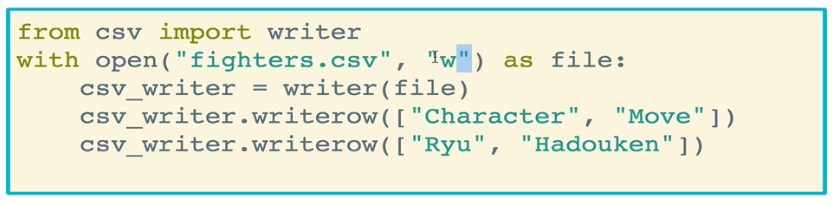 from csv import writer
with open("fighters.csv", "w") as file:
    csv_writer = writer(file)
    csv_writer.writerow(["Character", "Move"])
    csv_writer.writerow(["Ryu", "Hadouken"])